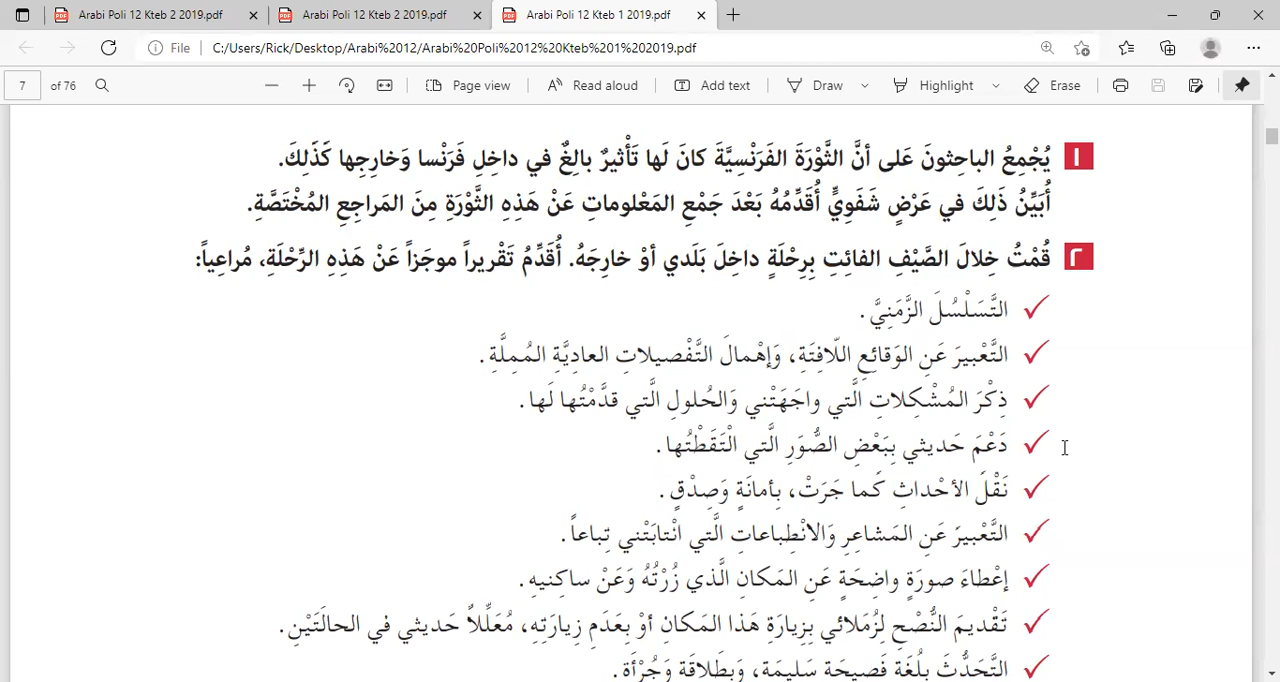 Arabi Poli 12 Kteb 2 2019.pdf
Arabi Poli 12 Kteb 2 2019.pdf
Arabi Poli 12 Kteb 1 2019.pdf
File C:/Users/Rick/Desktop/Arabi%2012/Arabi%20Poli%2012%20Kteb%201%202019.pdf
7 of 76 Page view Read aloud Add text Draw Highlight Erase
١ يُجْمِعُ الباحِثونَ عَلى أنَّ الثَّوْرَةَ الفَرَنْسِيَّةَ كانَ لَها تَأْثيرٌ بالِغٌ في داخِلِ فَرَنْسا وَخارِجِها كَذَلِكَ.
أُبَيِّنُ ذَلِكَ في عَرْضٍ شَفَوِيٍّ أُقَدِّمُهُ بَعْدَ جَمْعِ المَعْلوماتِ عَنْ هَذِهِ الثَّوْرَةِ مِنَ المَراجِعِ المُخْتَصَّةِ.
٢ قُمْتُ خِلالَ الصَّيْفِ الفائِتِ بِرِحْلَةٍ داخِلَ بَلَدي أوْ خارِجَهُ. أُقَدِّمُ تَقْريراً موجَزاً عَنْ هَذِهِ الرِّحْلَةِ، مُراعِياً:
✓ التَّسَلْسُلَ الزَّمَنِيَّ.
✓ التَّعْبيرَ عَنِ الوَقائِعِ اللّافِتَةِ، وَإهْمالَ التَّفْصيلاتِ العادِيَّةِ المُمِلَّةِ.
✓ ذِكْرَ المُشْكِلاتِ الَّتي واجَهَتْني وَالحُلولِ الَّتي قَدَّمْتُها لَها.
✓ دَعْمَ حَديثي بِبَعْضِ الصُّوَرِ الَّتي الْتَقَطْتُها.
✓ نَقْلَ الأحْداثِ كَما جَرَتْ، بِأمانَةٍ وَصِدْقٍ.
✓ التَّعْبيرَ عَنِ المَشاعِرِ وَالانْطِباعاتِ الَّتي انْتابَتْني تِباعاً.
✓ إعْطاءَ صورَةٍ واضِحَةٍ عَنِ المَكانِ الَّذي زُرْتُهُ وَعَنْ ساكِنيهِ.
✓ تَقْديمَ النُّصْحِ لِزُمَلائي بِزِيارَةِ هَذا المَكانِ أوْ بِعَدَمِ زِيارَتِهِ، مُعَلِّلاً حَديثي في الحالَتَيْنِ.
✓ التَّحَدُّثَ بِلُغَةٍ فَصيحَةٍ سَليمَةٍ، وَبِطَلاقَةٍ وَجُرْأَةٍ.